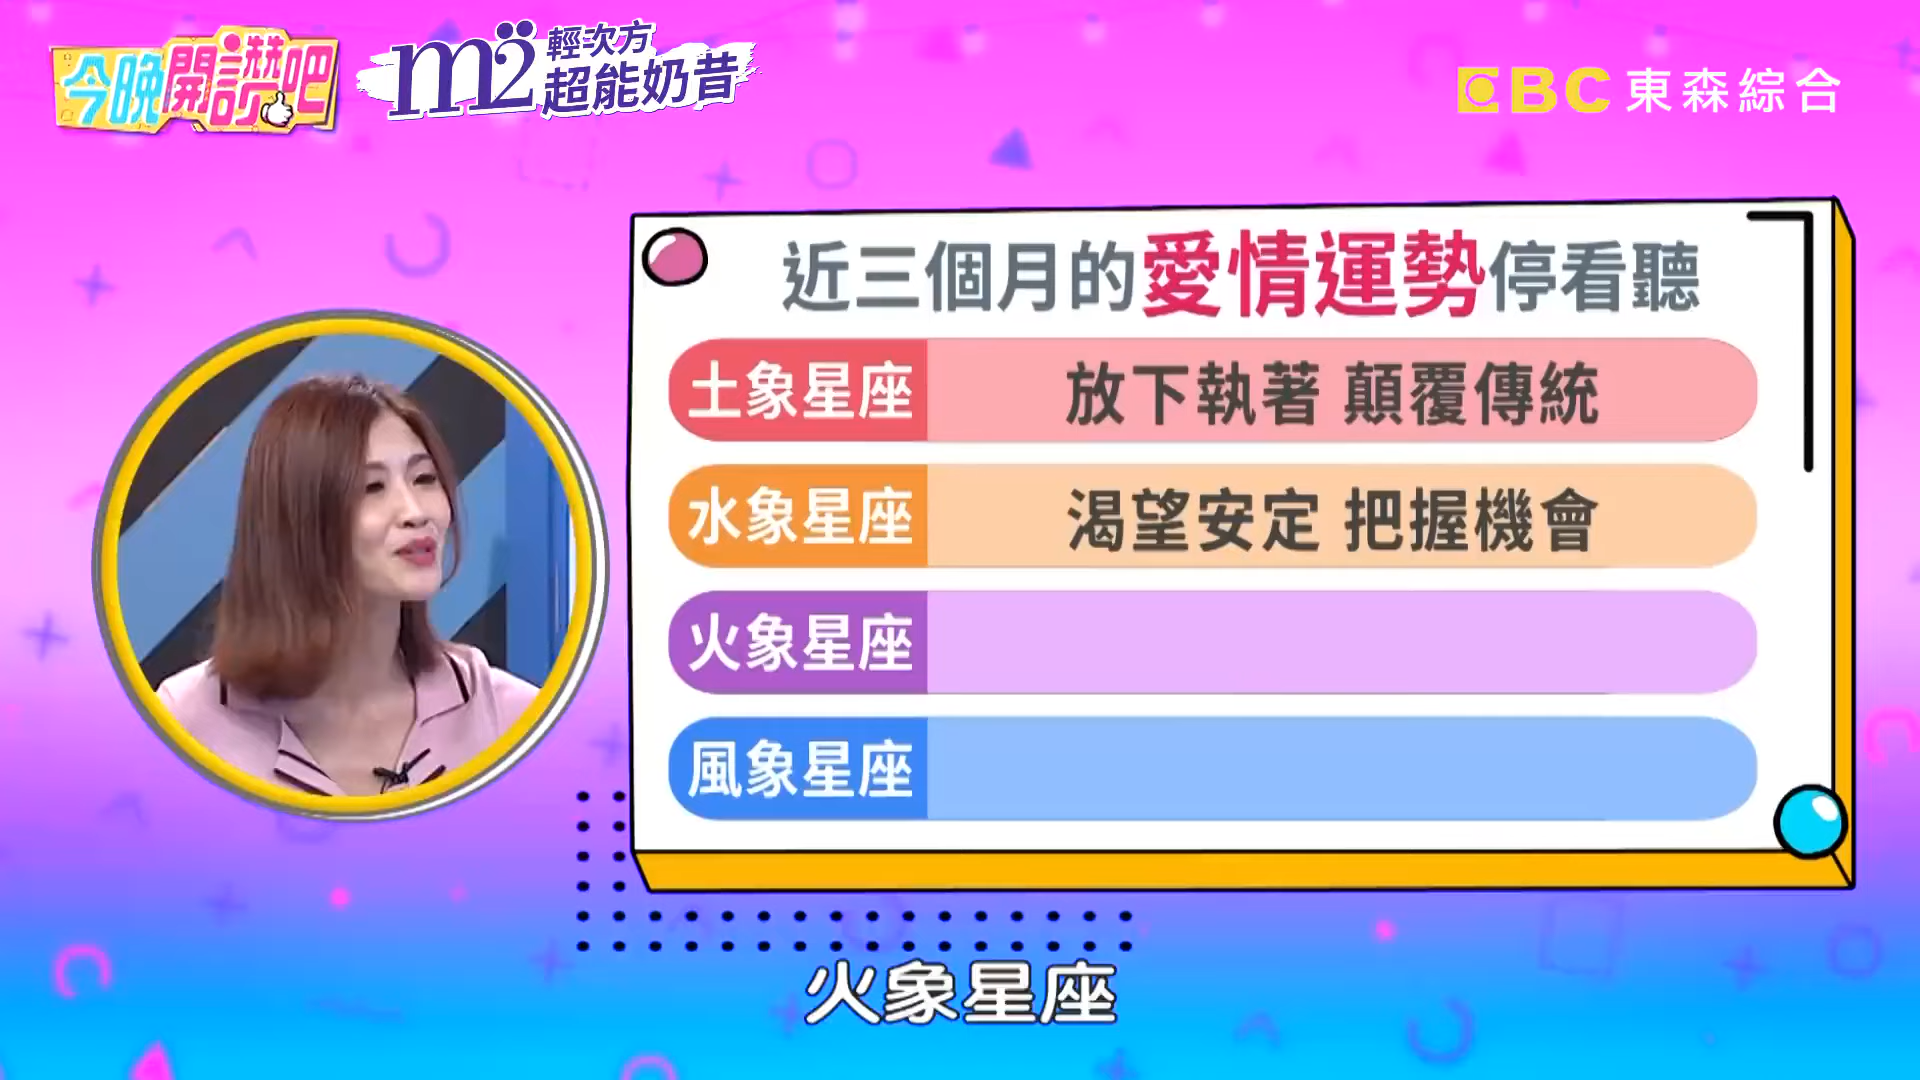 今晚開讚吧
m2 輕次方
超能奶昔
EBC 東森綜合
近三個月的愛情運勢停看聽
土象星座 放下執著 顛覆傳統
水象星座 渴望安定 把握機會
火象星座
風象星座
火象星座